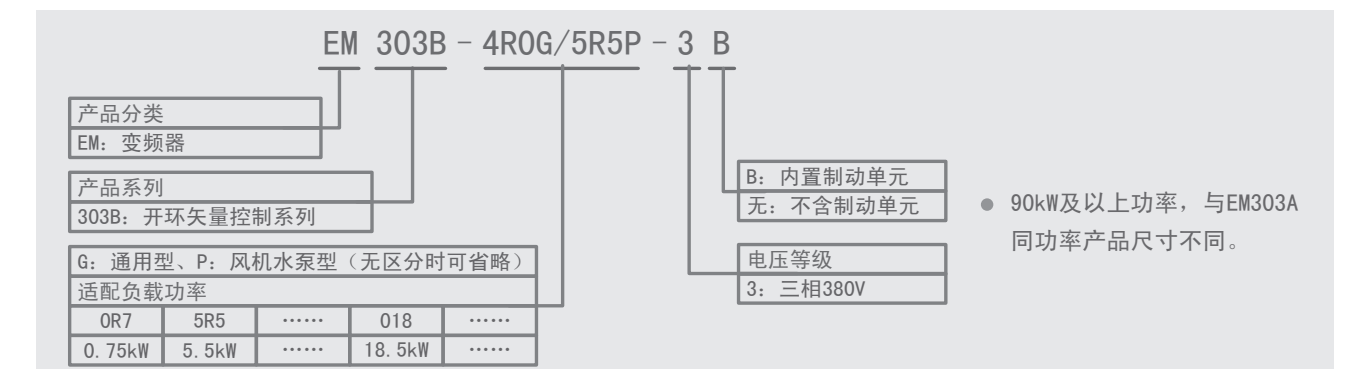 EM 303B - 4R0G/5R5P - 3 B
产品分类
EM：变频器
产品系列
303B：开环矢量控制系列
G：通用型、P：风机水泵型（无区分时可省略）
适配负载功率
0R7 5R5 …… 018 ……
0.75kW 5.5kW …… 18.5kW ……
B：内置制动单元
无：不含制动单元
电压等级
3：三相380V
● 90kW及以上功率，与EM303A
同功率产品尺寸不同。